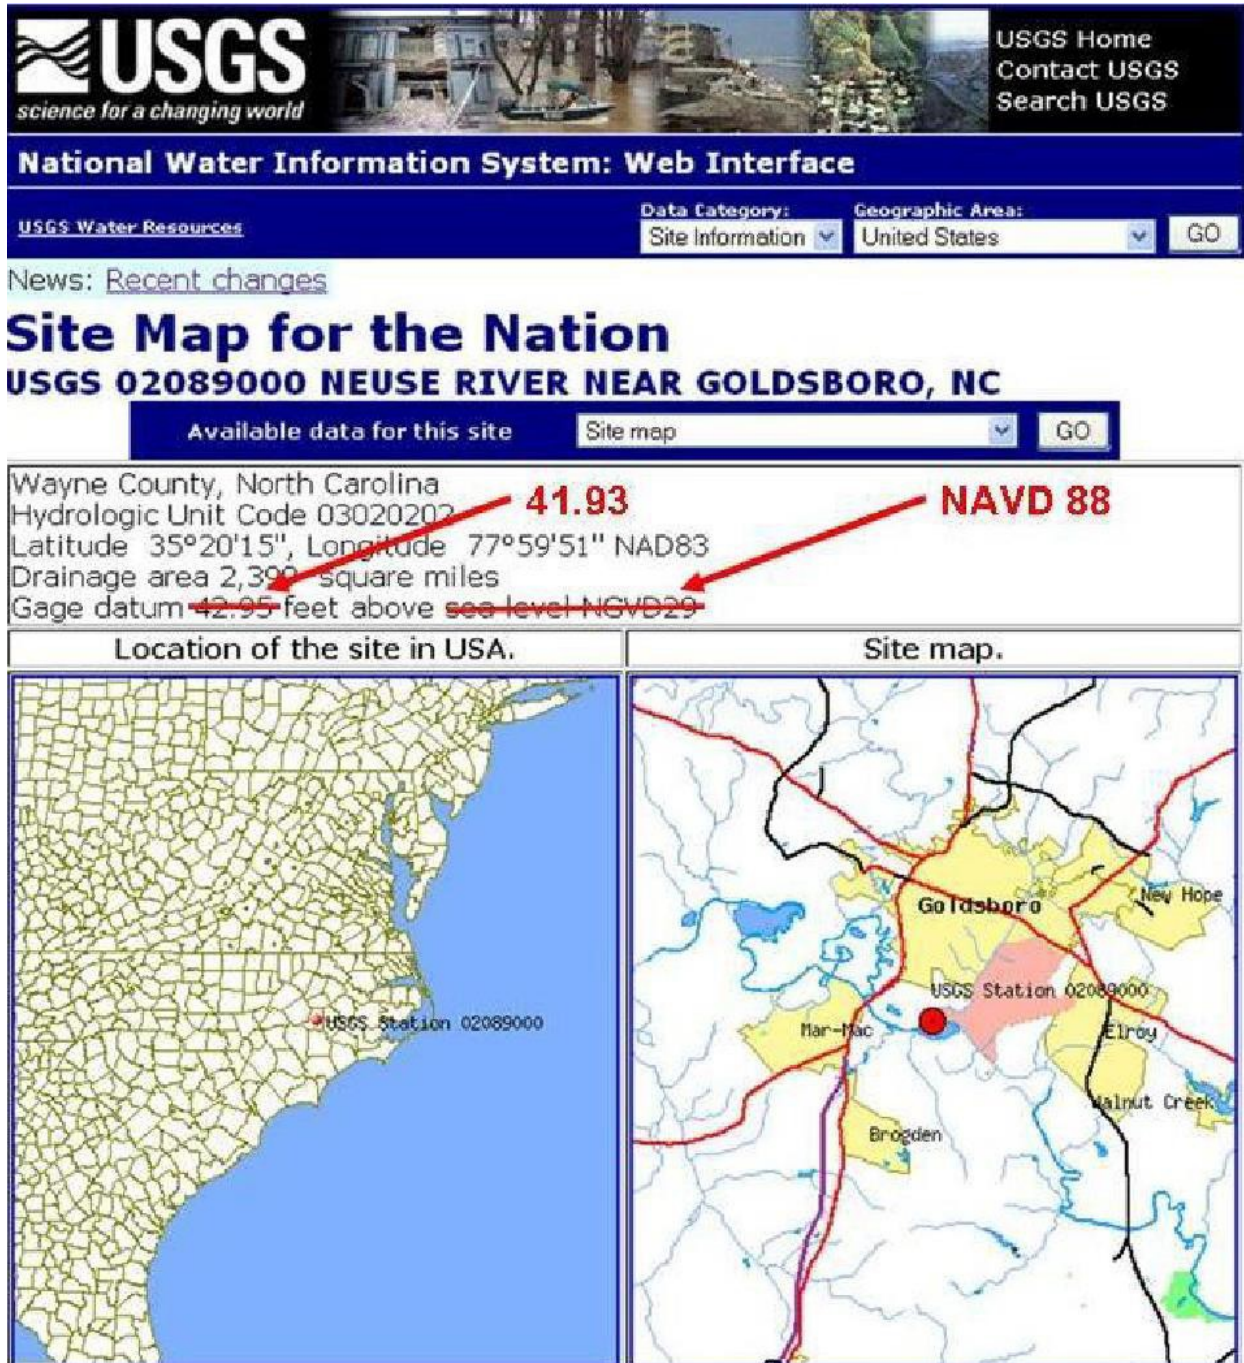 USGS
science for a changing world
USGS Home
Contact USGS
Search USGS
National Water Information System: Web Interface
USGS Water Resources
Data Category:
Site Information
Geographic Area:
United States
GO
News: Recent changes
Site Map for the Nation
USGS 02089000 NEUSE RIVER NEAR GOLDSBORO, NC
Available data for this site
Site map
GO
Wayne County, North Carolina
Hydrologic Unit Code 03020202
41.93
NAVD 88
Latitude 35°20'15", Longitude 77°59'51" NAD83
Drainage area 2,399 square miles
Gage datum 42.95 feet above sea level NGVD29
Location of the site in USA.
Site map.
USGS Station 02089000
Goldsboro
New Hope
USGS Station 02089000
Mar-Mac
Elroy
Walnut Creek
Brogden